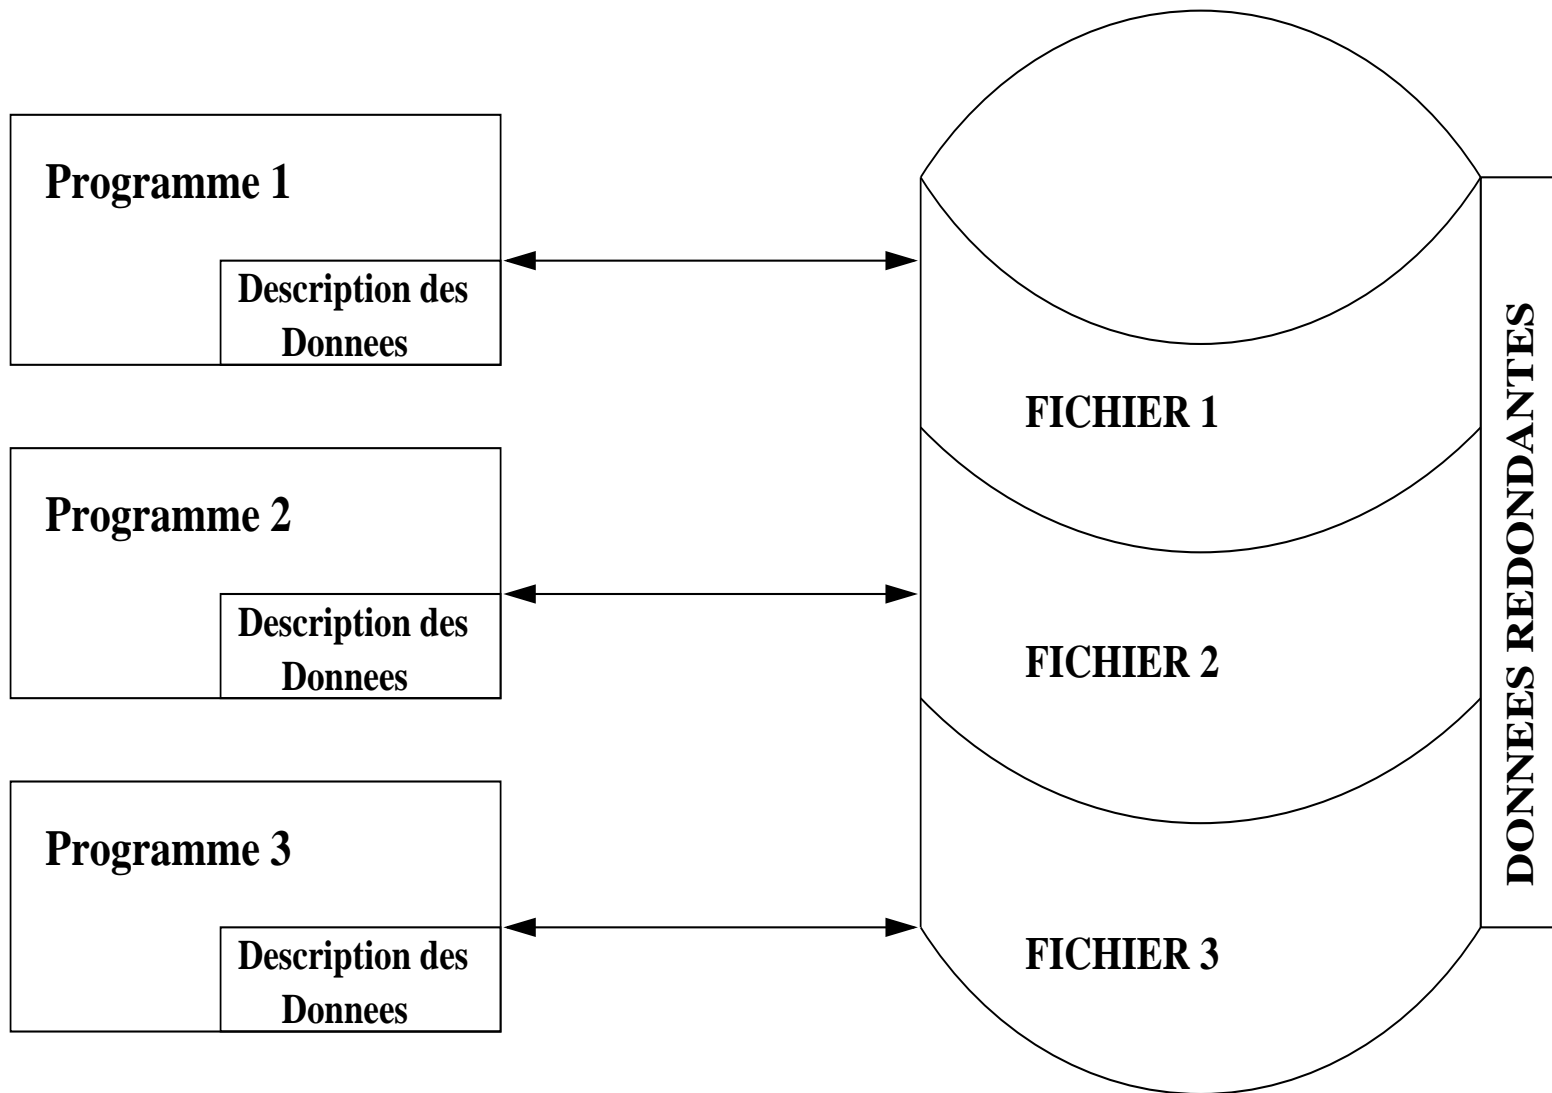 Programme 1
Description des
Donnees
Programme 2
Description des
Donnees
Programme 3
Description des
Donnees
FICHIER 1
FICHIER 2
FICHIER 3
DONNEES REDONDANTES